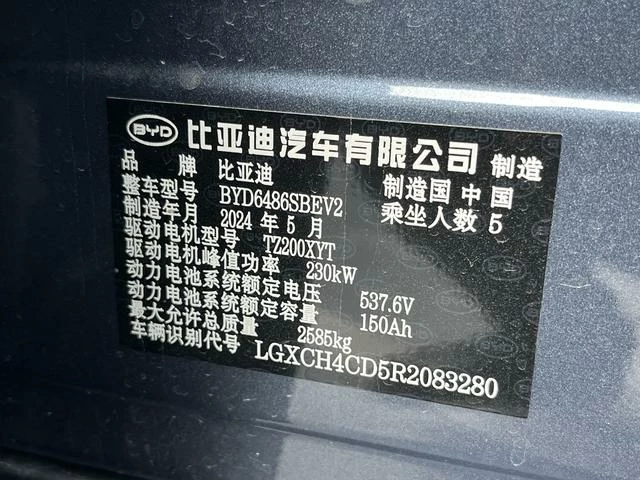 BYD 比亚迪汽车有限公司 制造
品牌 比亚迪 制造国 中国
整车型号 BYD6486SBEV2 乘坐人数 5
制造年月 2024年5月
驱动电机型号 TZ200XYT
驱动电机峰值功率 230kW
动力电池系统额定电压 537.6V
动力电池系统额定容量 150Ah
最大允许总质量 2585kg
车辆识别代号 LGXCH4CD5R2083280